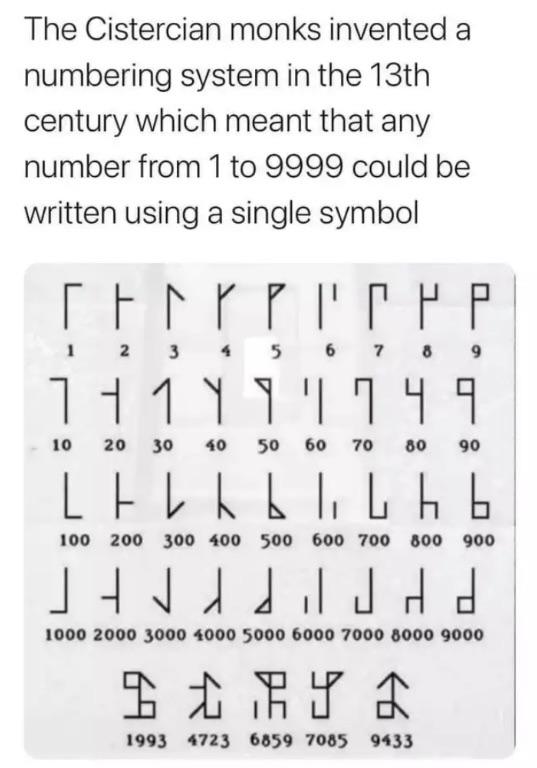 The Cistercian monks invented a
numbering system in the 13th
century which meant that any
number from 1 to 9999 could be
written using a single symbol
1 2 3 4 5 6 7 8 9
10 20 30 40 50 60 70 80 90
100 200 300 400 500 600 700 800 900
1000 2000 3000 4000 5000 6000 7000 8000 9000
1993 4723 6859 7085 9433